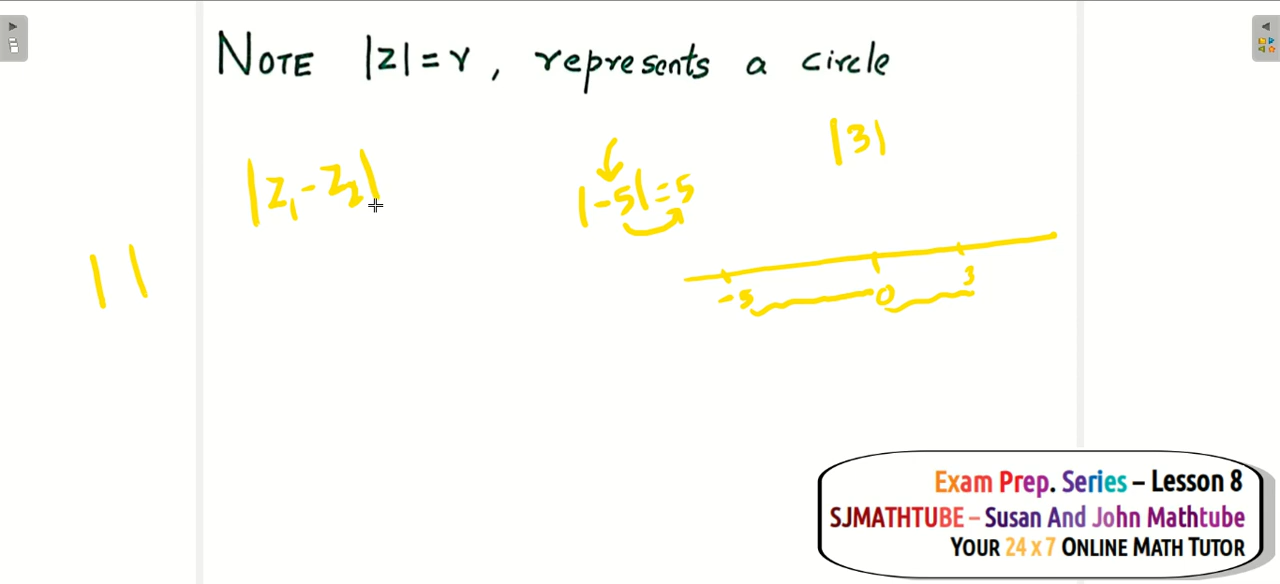 NOTE |z| = r, represents a circle
|3|
|z₁ - z₂|
|-5| = 5
| |
-5 0 3
Exam Prep. Series – Lesson 8
SJMATHTUBE – Susan And John Mathtube
YOUR 24 x 7 ONLINE MATH TUTOR